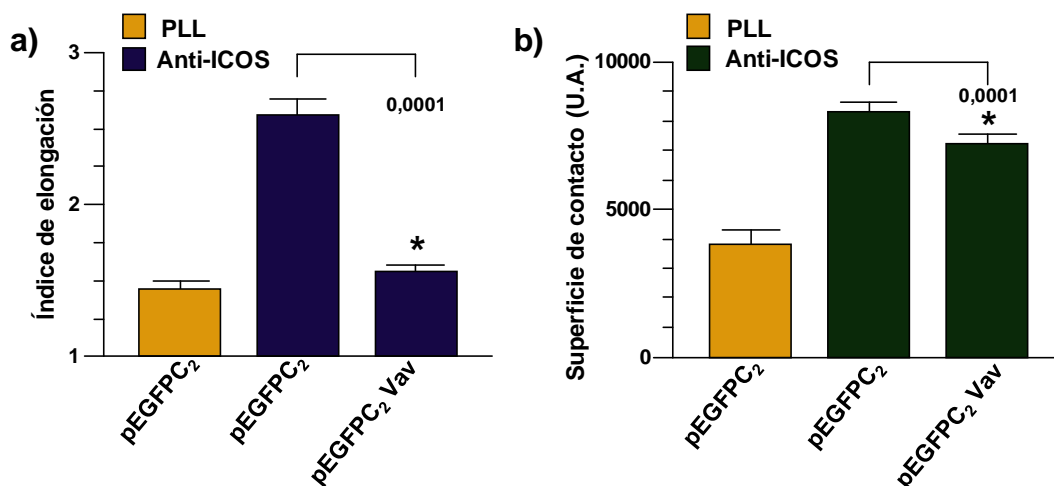 a)
PLL
Anti-ICOS
3
2
1
Índice de elongación
0,0001
*
pEGFPC₂
pEGFPC₂
pEGFPC₂ Vav
b)
PLL
Anti-ICOS
10000
5000
0
Superficie de contacto (U.A.)
0,0001
*
pEGFPC₂
pEGFPC₂
pEGFPC₂ Vav